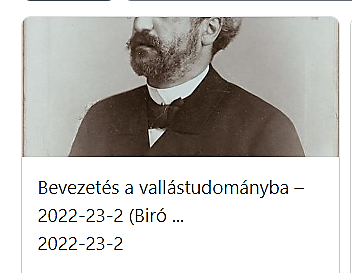 Bevezetés a vallástudományba –
2022-23-2 (Biró ...
2022-23-2